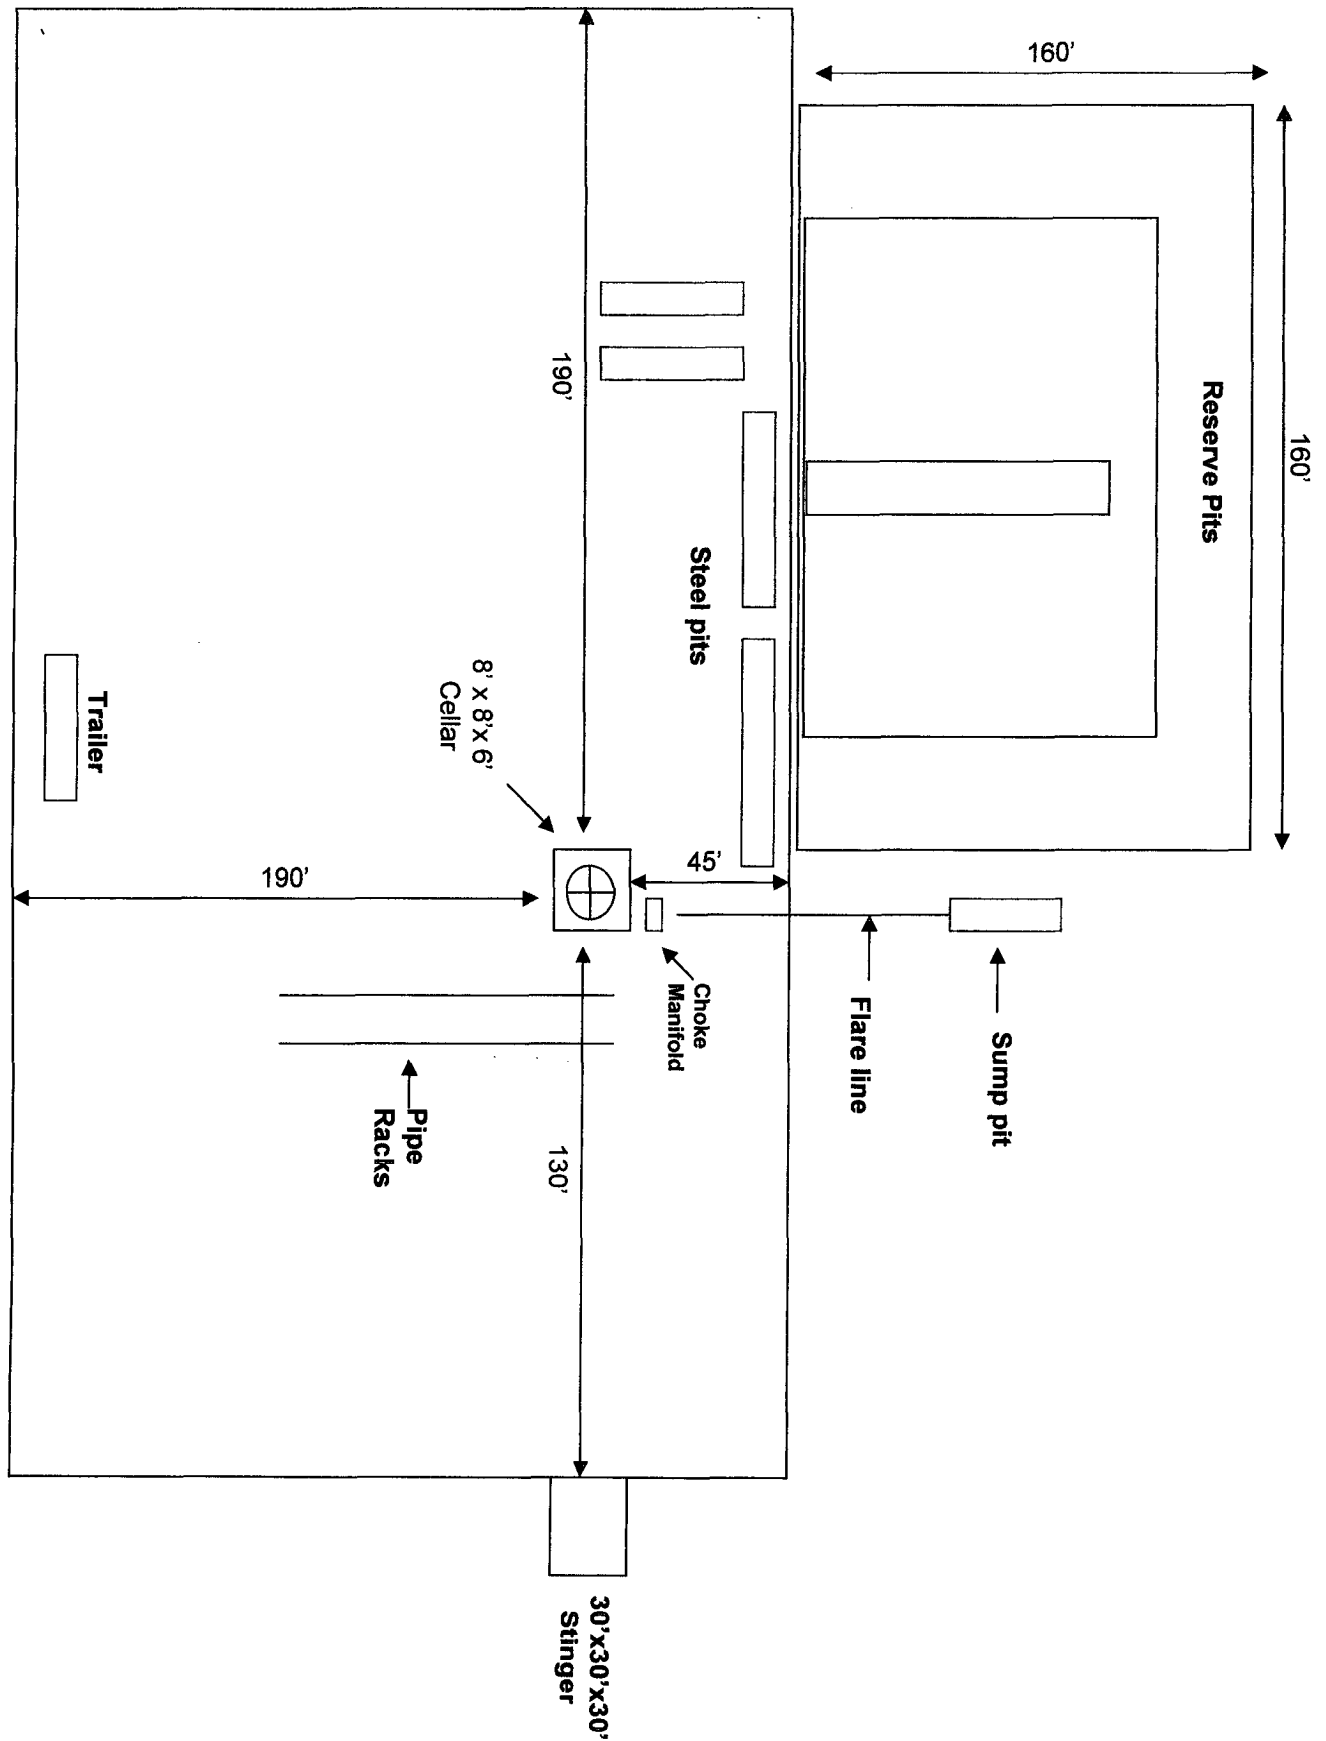 160'
160'
Reserve Pits
190'
Steel pits
8' x 8'x 6'
Cellar
Trailer
190'
45'
Choke
Manifold
Flare line
Sump pit
Pipe
Racks
130'
30'x30'x30'
Stinger